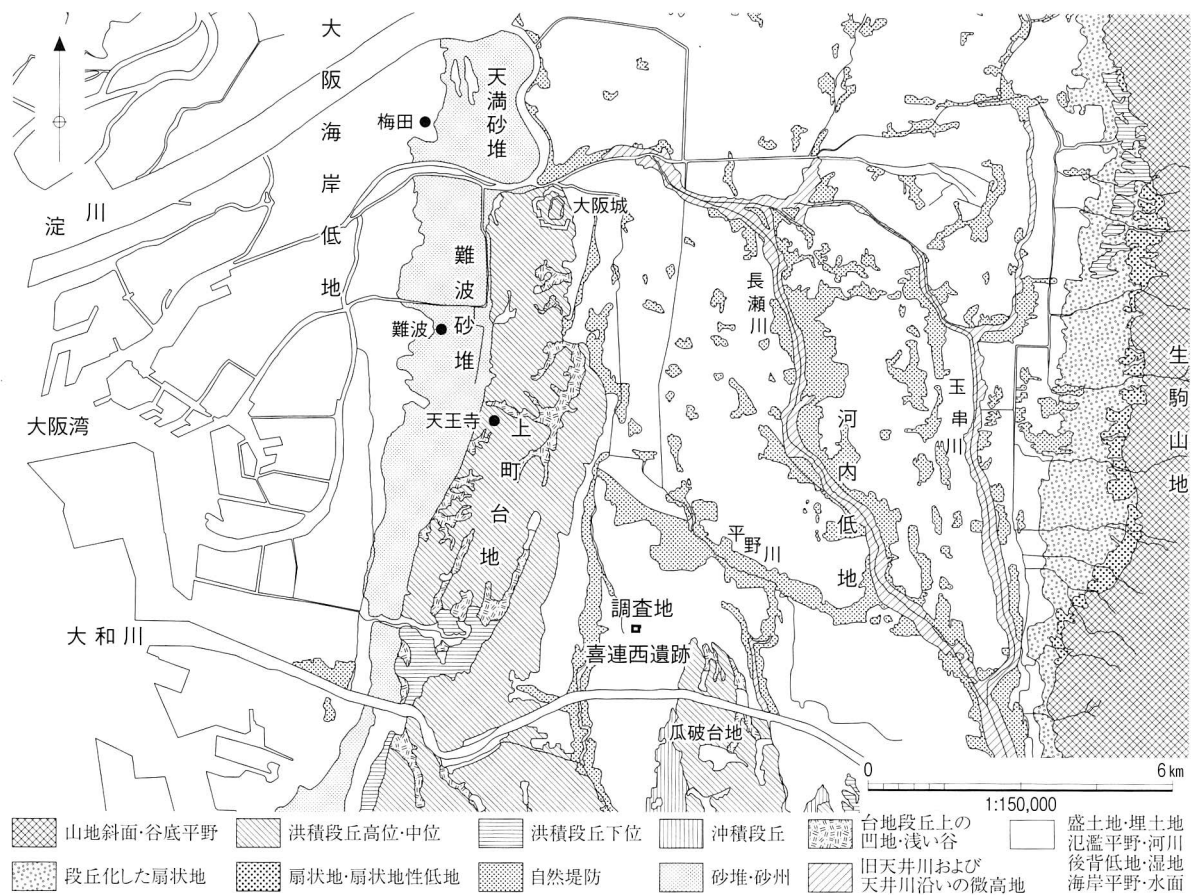 大阪海岸低地
天満砂堆
梅田
淀川
大阪城
難波砂堆
難波
長瀬川
玉串川
生駒山地
大阪湾
天王寺
上町台地
河内低地
平野川
調査地
喜連西遺跡
大和川
瓜破台地
0 6km
1:150,000
山地斜面・谷底平野
洪積段丘高位・中位
洪積段丘下位
沖積段丘
台地段丘上の
凹地・浅い谷
盛土地・埋土地
氾濫平野・河川
後背低地・湿地
海岸平野・水面
段丘化した扇状地
扇状地・扇状地性低地
自然堤防
砂堆・砂州
旧天井川および
天井川沿いの微高地